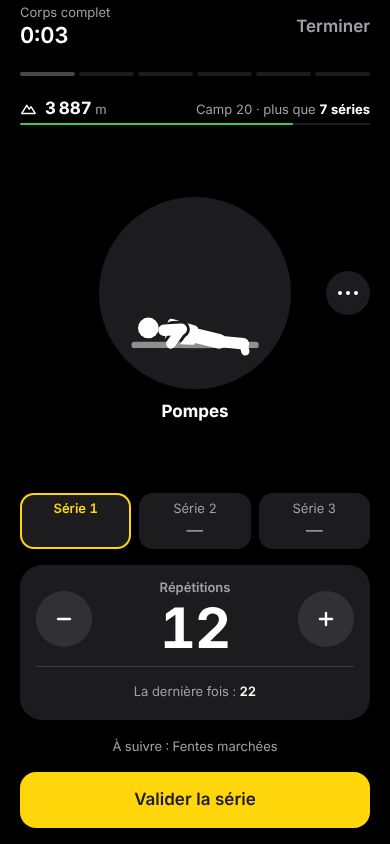 Corps complet
0:03
Terminer
3 887 m
Camp 20 · plus que 7 séries
Pompes
Série 1
Série 2
—
Série 3
—
Répétitions
− 12 +
La dernière fois : 22
À suivre : Fentes marchées
Valider la série